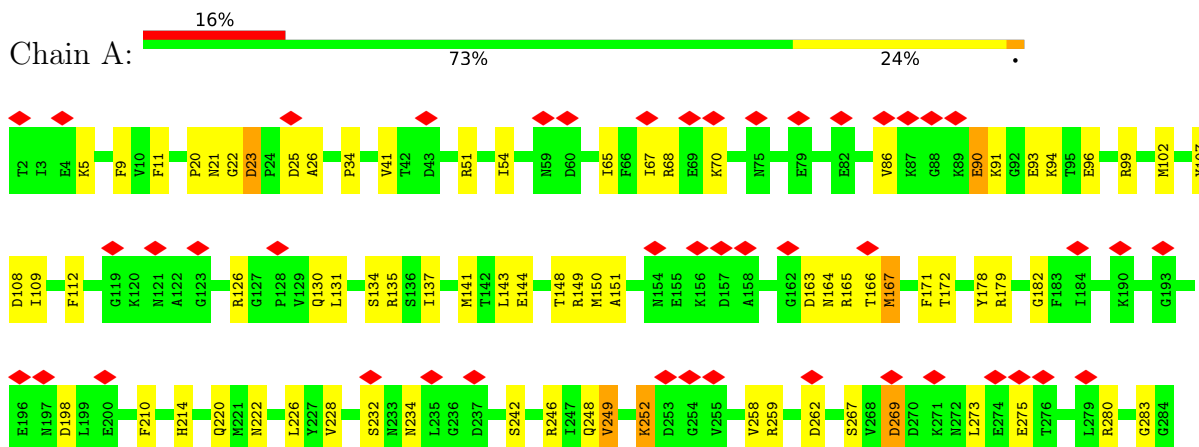 16%
Chain A:
73% 24% •
T2 I3 E4 K5 F9 V10 F11 P20 N21 G22 D23 P24 D25 A26 P34 V41 T42 D43 R51 I54 N59 D60 I65 F66 I67 R68 E69 K70 N75 E79 E82 V86 K87 G88 K89 E90 K91 G92 E93 K94 T95 E96 R99 M102
D108 I109 F112 G119 K120 N121 A122 G123 R126 G127 P128 V129 Q130 L131 S134 R135 S136 I137 M141 T142 L143 E144 T148 R149 M150 A151 N154 E155 K156 D157 A158 G162 D163 N164 R165 T166 M167 F171 T172 Y178 R179 G182 F183 I184 K190 G193
E196 N197 D198 L199 E200 F210 H214 Q220 M221 N222 L226 Y227 V228 S232 N233 N234 L235 G236 D237 S242 R246 I247 Q248 V249 K252 D253 G254 V255 V258 R259 D262 S267 V268 D269 D270 K271 N272 L273 E274 E275 T276 L279 R280 G283 G284